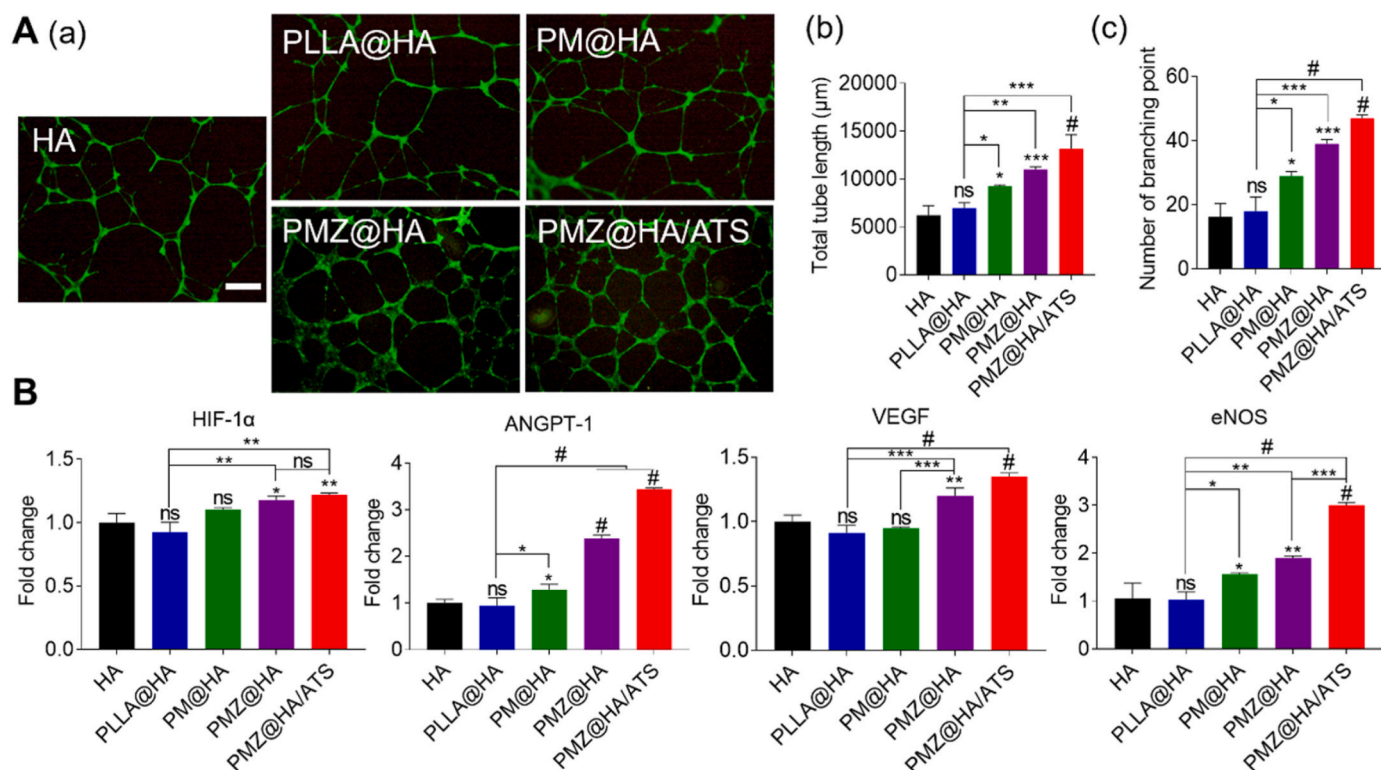 A (a)
HA
PLLA@HA
PM@HA
PMZ@HA
PMZ@HA/ATS
(b)
Total tube length (µm)
20000
15000
10000
5000
0
***
**
*
ns
*
***
#
HA
PLLA@HA
PM@HA
PMZ@HA
PMZ@HA/ATS
(c)
Number of branching point
60
40
20
0
#
***
*
ns
*
***
#
HA
PLLA@HA
PM@HA
PMZ@HA
PMZ@HA/ATS
B
HIF-1α
Fold change
1.5
1.0
0.5
0.0
**
**
ns
ns
ns
*
**
HA
PLLA@HA
PM@HA
PMZ@HA
PMZ@HA/ATS
ANGPT-1
Fold change
4
3
2
1
0
#
*
ns
*
#
#
HA
PLLA@HA
PM@HA
PMZ@HA
PMZ@HA/ATS
VEGF
Fold change
1.5
1.0
0.5
0.0
#
***
***
ns
ns
**
#
HA
PLLA@HA
PM@HA
PMZ@HA
PMZ@HA/ATS
eNOS
Fold change
4
3
2
1
0
#
**
***
*
ns
*
**
#
HA
PLLA@HA
PM@HA
PMZ@HA
PMZ@HA/ATS